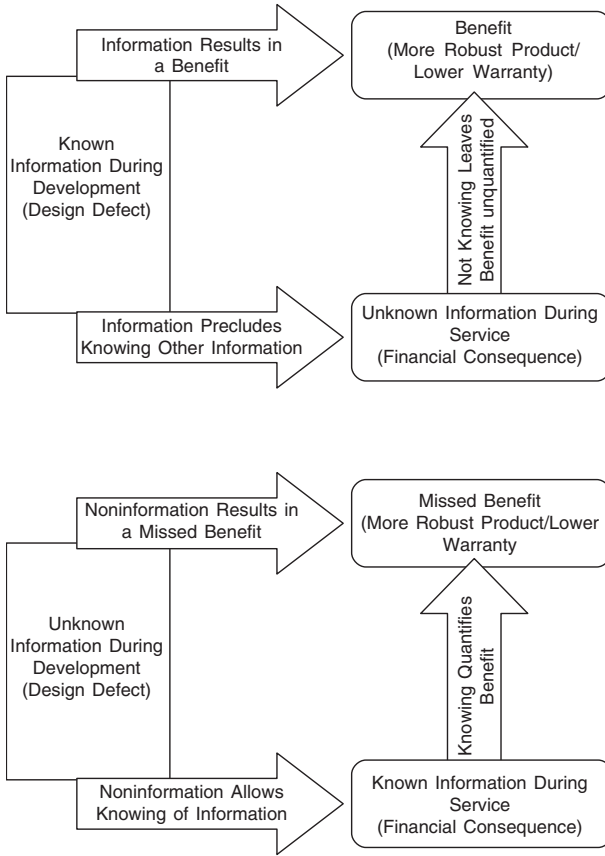 Information Results in
a Benefit
Benefit
(More Robust Product/
Lower Warranty)
Known
Information During
Development
(Design Defect)
Not Knowing Leaves
Benefit unquantified
Information Precludes
Knowing Other Information
Unknown Information During
Service
(Financial Consequence)
Noninformation Results in
a Missed Benefit
Missed Benefit
(More Robust Product/Lower
Warranty
Unknown
Information During
Development
(Design Defect)
Knowing Quantifies
Benefit
Noninformation Allows
Knowing of Information
Known Information During
Service
(Financial Consequence)